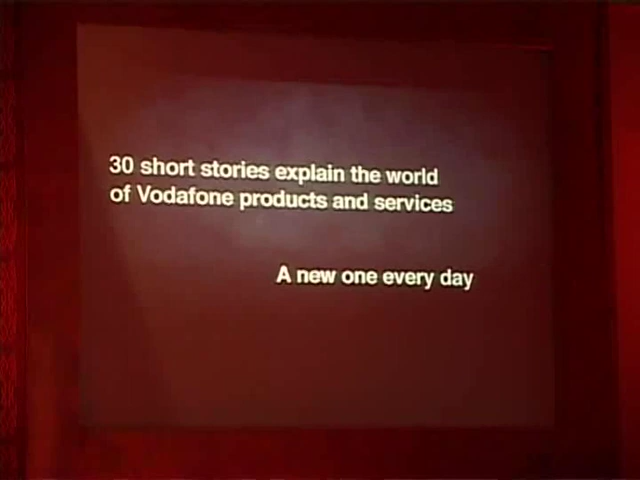 30 short stories explain the world
of Vodafone products and services
A new one every day